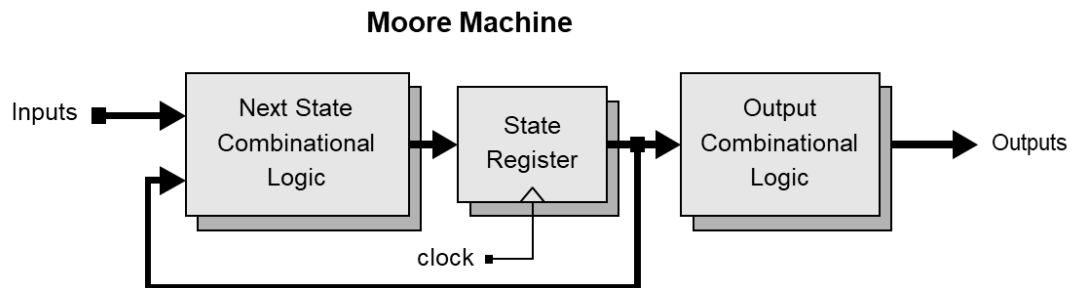 Moore Machine
Inputs
Next State
Combinational
Logic
State
Register
Output
Combinational
Logic
Outputs
clock